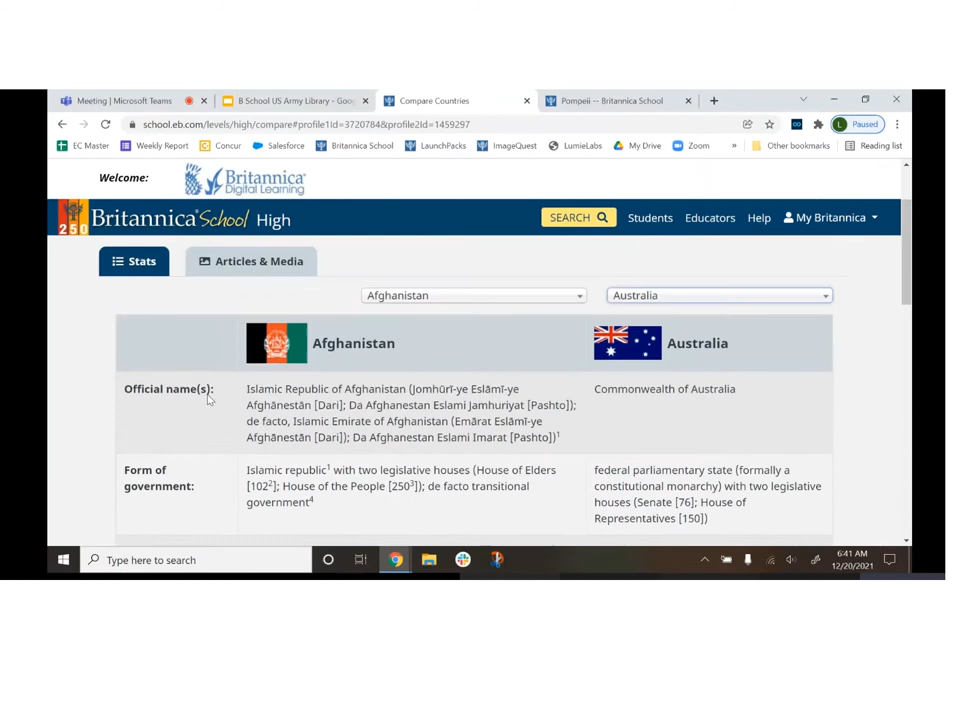 Meeting | Microsoft Teams
B School US Army Library - Goog
Compare Countries
Pompeii -- Britannica School
school.eb.com/levels/high/compare#profile1Id=3720784&profile2Id=1459297
L Paused
EC Master Weekly Report Concur Salesforce Britannica School LaunchPacks ImageQuest LumieLabs My Drive Zoom » Other bookmarks Reading list
Welcome:
Britannica
Digital Learning
250
Britannica School High
SEARCH Students Educators Help My Britannica
Stats Articles & Media
Afghanistan Australia
Afghanistan Australia
Official name(s):
Islamic Republic of Afghanistan (Jomhūrī-ye Eslāmī-ye
Afghānestān [Dari]; Da Afghanestan Eslami Jamhuriyat [Pashto]);
de facto, Islamic Emirate of Afghanistan (Emārat Eslāmī-ye
Afghānestān [Dari]); Da Afghanestan Eslami Imarat [Pashto])¹
Commonwealth of Australia
Form of
government:
Islamic republic¹ with two legislative houses (House of Elders
[102²]; House of the People [250³]); de facto transitional
government⁴
federal parliamentary state (formally a
constitutional monarchy) with two legislative
houses (Senate [76]; House of
Representatives [150])
Type here to search
6:41 AM
12/20/2021